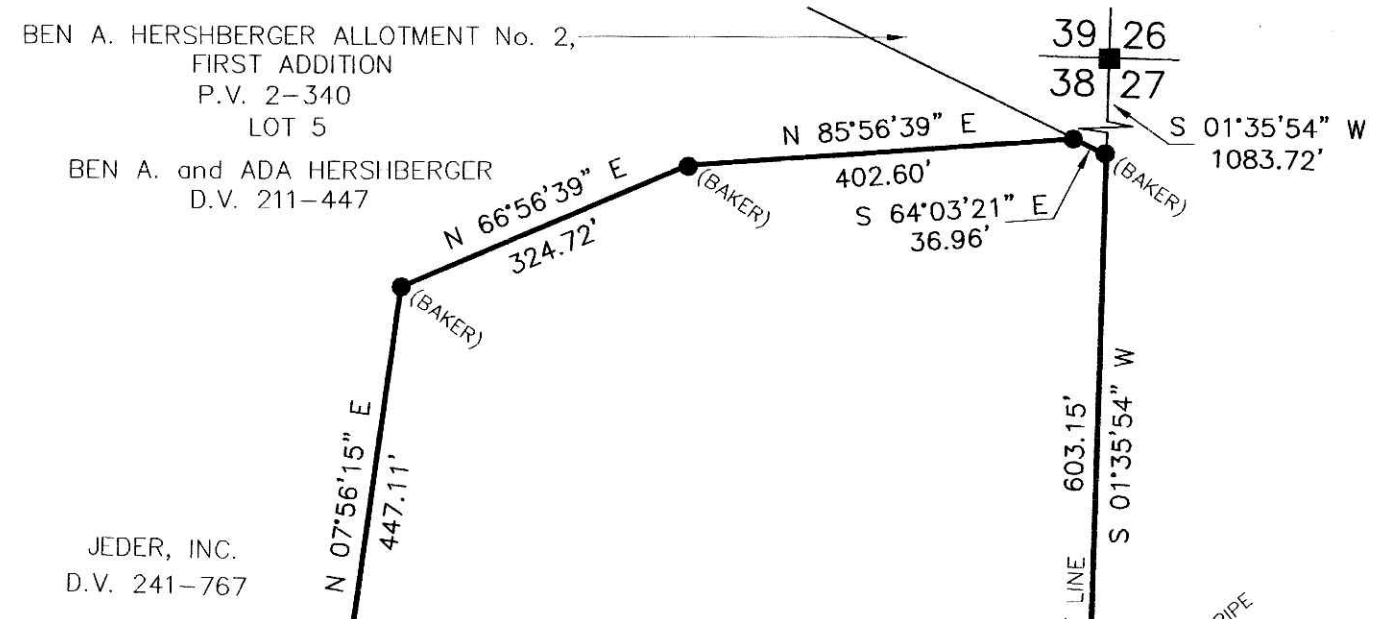 BEN A. HERSHBERGER ALLOTMENT No. 2,
FIRST ADDITION
P.V. 2-340
LOT 5
BEN A. and ADA HERSHBERGER
D.V. 211-447
39 26
38 27
S 01°35'54" W
1083.72'
N 85°56'39" E
402.60'
(BAKER)
S 64°03'21" E
36.96'
(BAKER)
N 66°56'39" E
324.72'
(BAKER)
N 07°56'15" E
447.11'
603.15'
S 01°35'54" W
JEDER, INC.
D.V. 241-767
LINE
PIPE